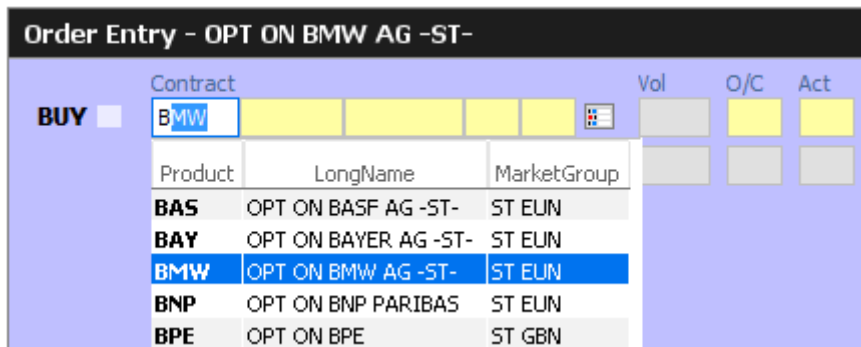 Order Entry - OPT ON BMW AG -ST-
Contract Vol O/C Act
BUY BMW
Product LongName MarketGroup
BAS OPT ON BASF AG -ST- ST EUN
BAY OPT ON BAYER AG -ST- ST EUN
BMW OPT ON BMW AG -ST- ST EUN
BNP OPT ON BNP PARIBAS ST EUN
BPE OPT ON BPE ST GBN